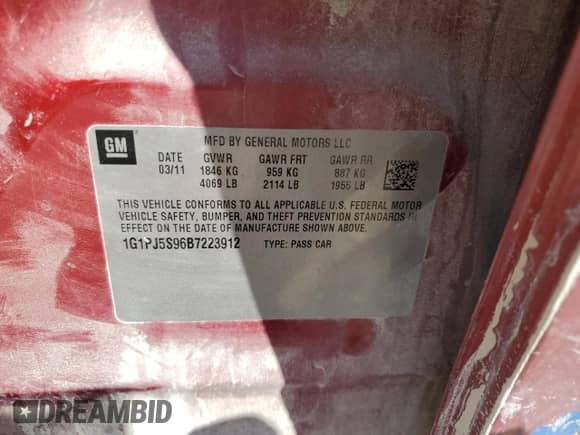 GM
MFD BY GENERAL MOTORS LLC
DATE GVWR GAWR FRT GAWR RR
03/11 1846 KG 959 KG 887 KG
4069 LB 2114 LB 1955 LB
THIS VEHICLE CONFORMS TO ALL APPLICABLE U.S. FEDERAL MOTOR
VEHICLE SAFETY, BUMPER, AND THEFT PREVENTION STANDARDS IN
EFFECT ON THE DATE OF MANUFACTURE SHOWN ABOVE.
1G1PJ5S96B7223912 TYPE: PASS CAR
DREAMBID